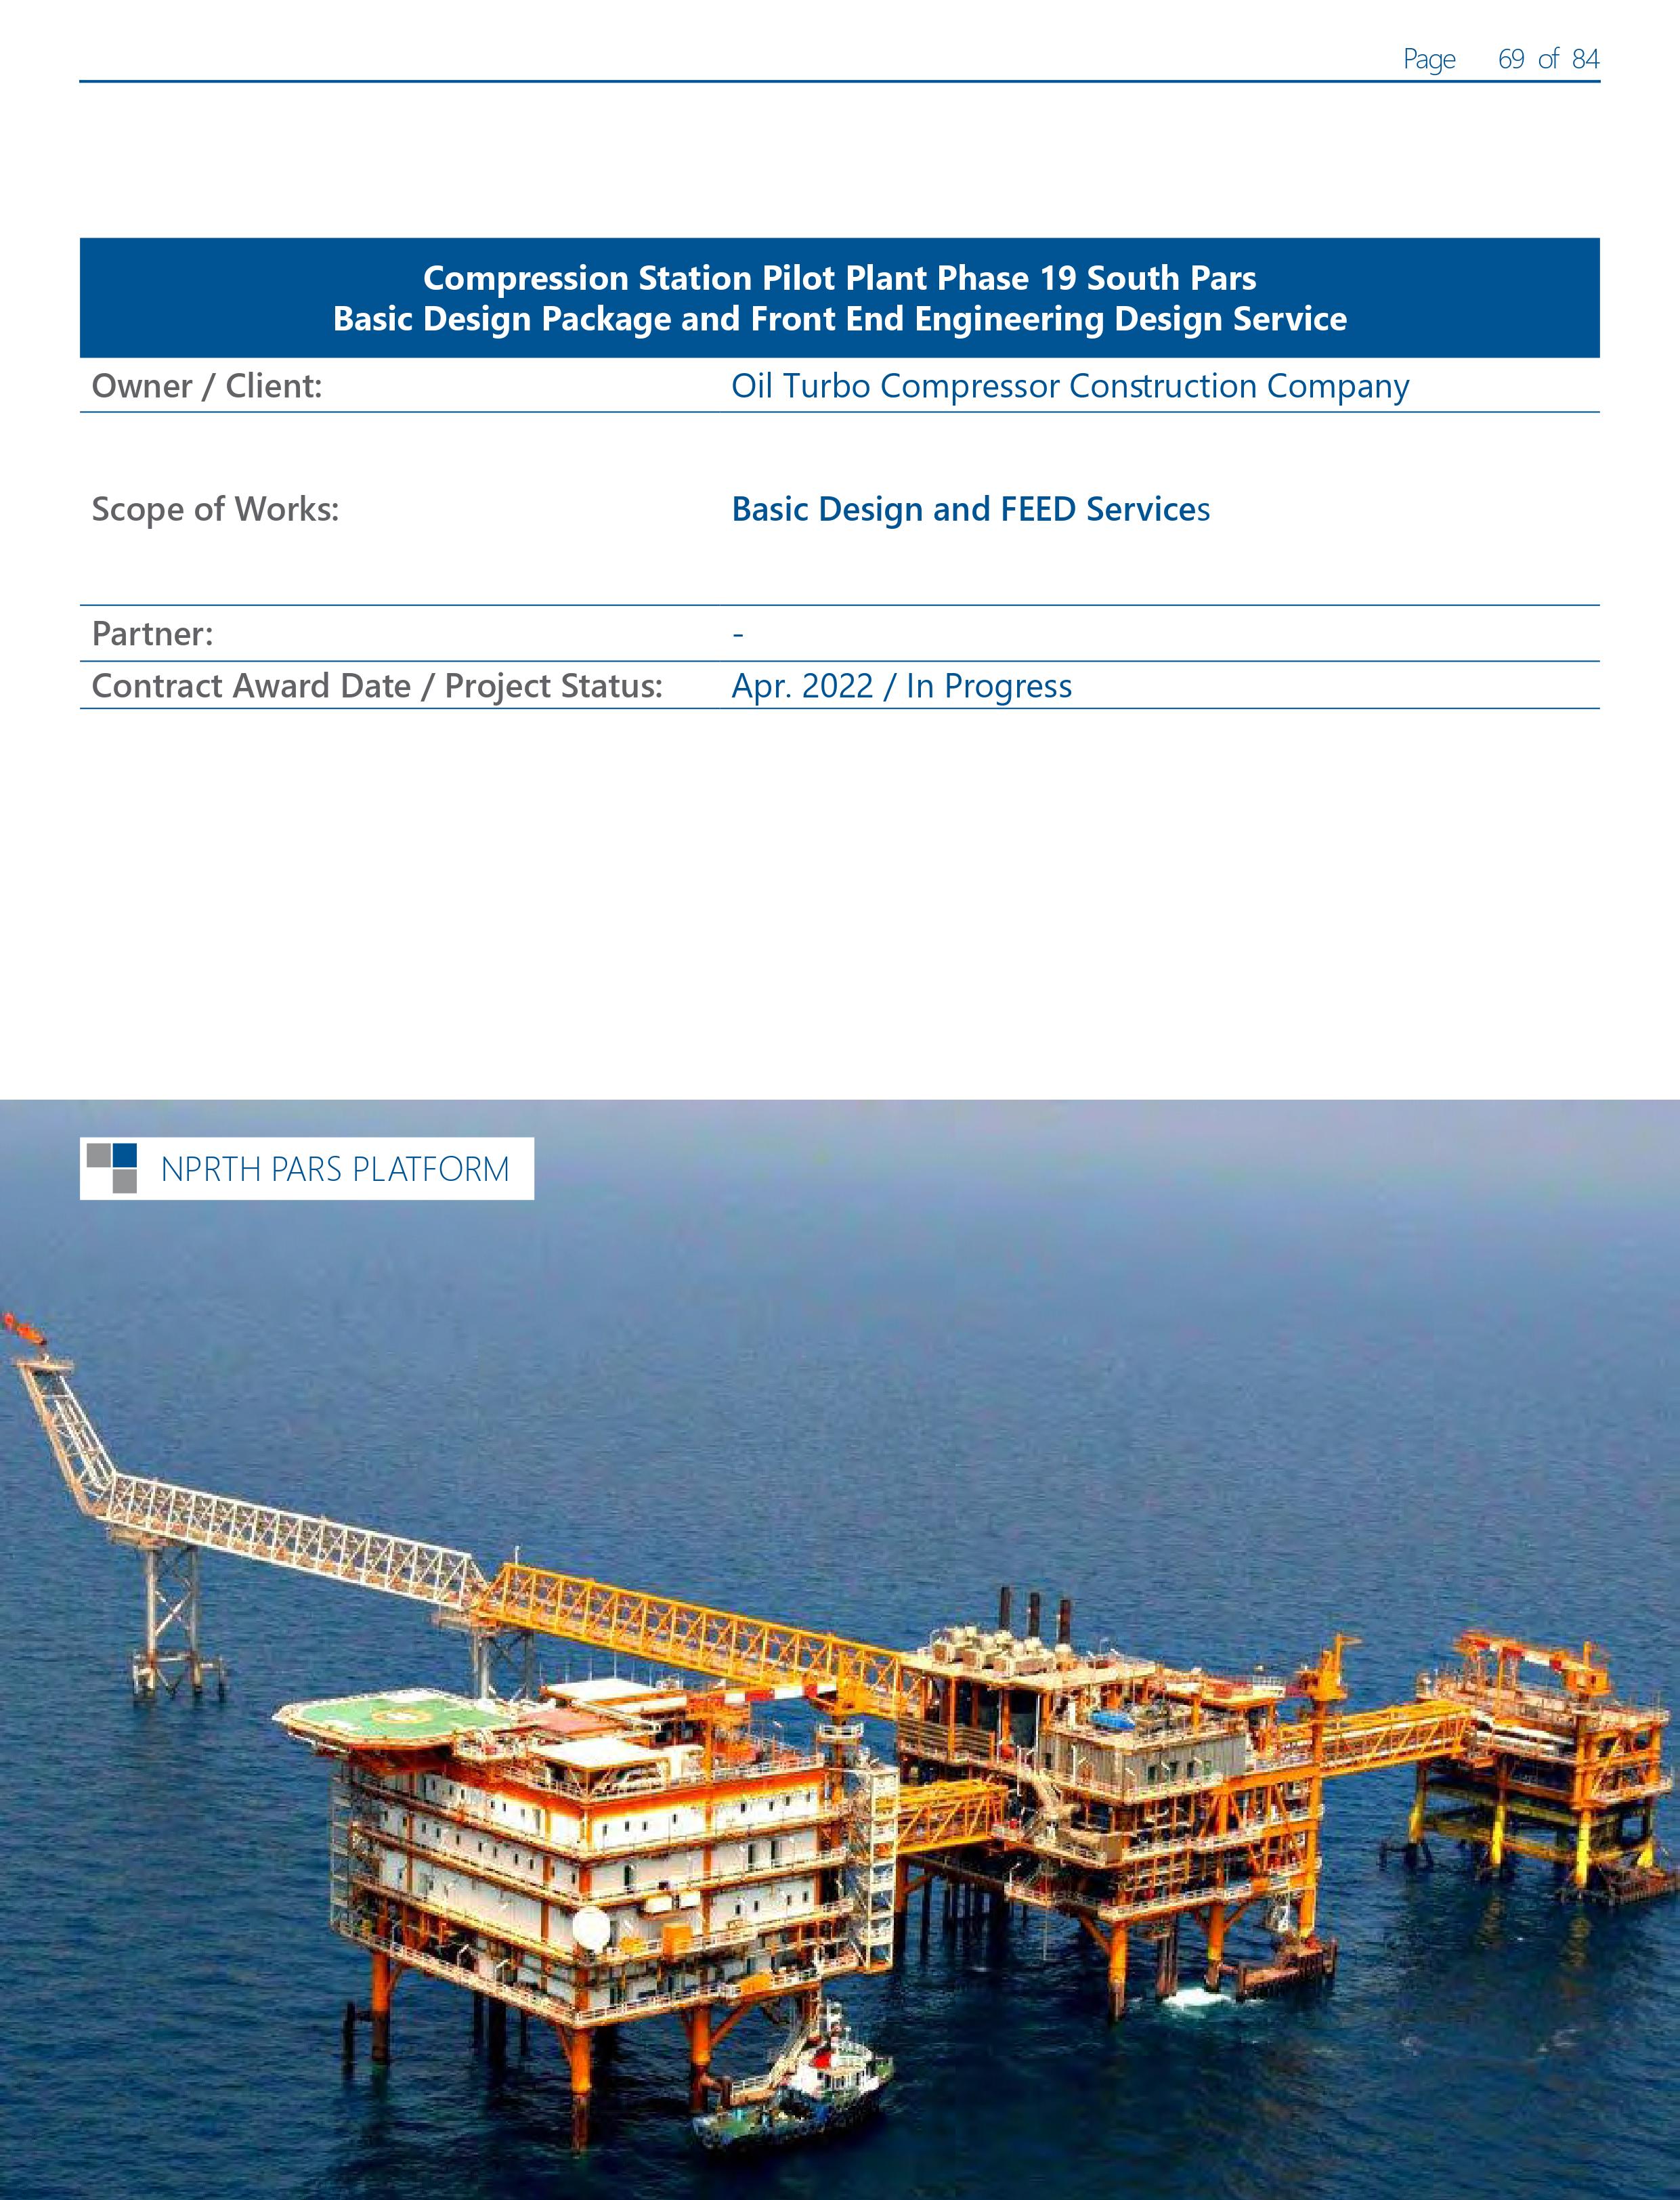 Page 69 of 84
Compression Station Pilot Plant Phase 19 South Pars
Basic Design Package and Front End Engineering Design Service
Owner / Client: Oil Turbo Compressor Construction Company
Scope of Works: Basic Design and FEED Services
Partner: -
Contract Award Date / Project Status: Apr. 2022 / In Progress
NPRTH PARS PLATFORM